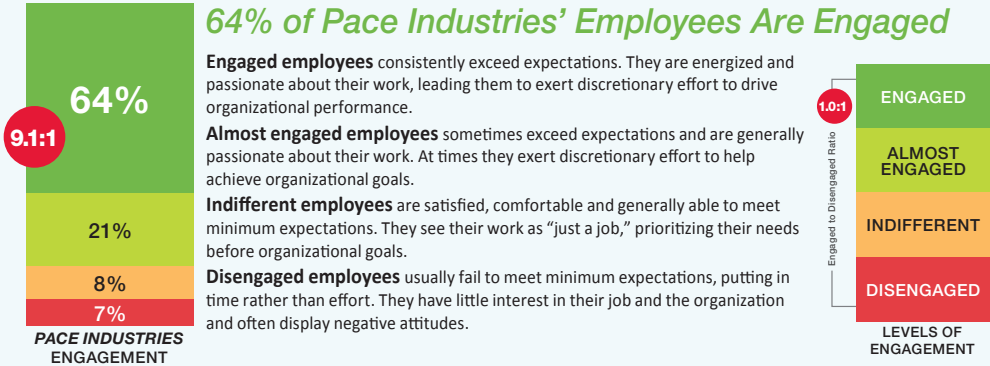 64% of Pace Industries’ Employees Are Engaged
64%
9.1:1
21%
8%
7%
PACE INDUSTRIES
ENGAGEMENT
Engaged employees consistently exceed expectations. They are energized and
passionate about their work, leading them to exert discretionary effort to drive
organizational performance.
Almost engaged employees sometimes exceed expectations and are generally
passionate about their work. At times they exert discretionary effort to help
achieve organizational goals.
Indifferent employees are satisfied, comfortable and generally able to meet
minimum expectations. They see their work as “just a job,” prioritizing their needs
before organizational goals.
Disengaged employees usually fail to meet minimum expectations, putting in
time rather than effort. They have little interest in their job and the organization
and often display negative attitudes.
1.0:1
Engaged to Disengaged Ratio
ENGAGED
ALMOST
ENGAGED
INDIFFERENT
DISENGAGED
LEVELS OF
ENGAGEMENT